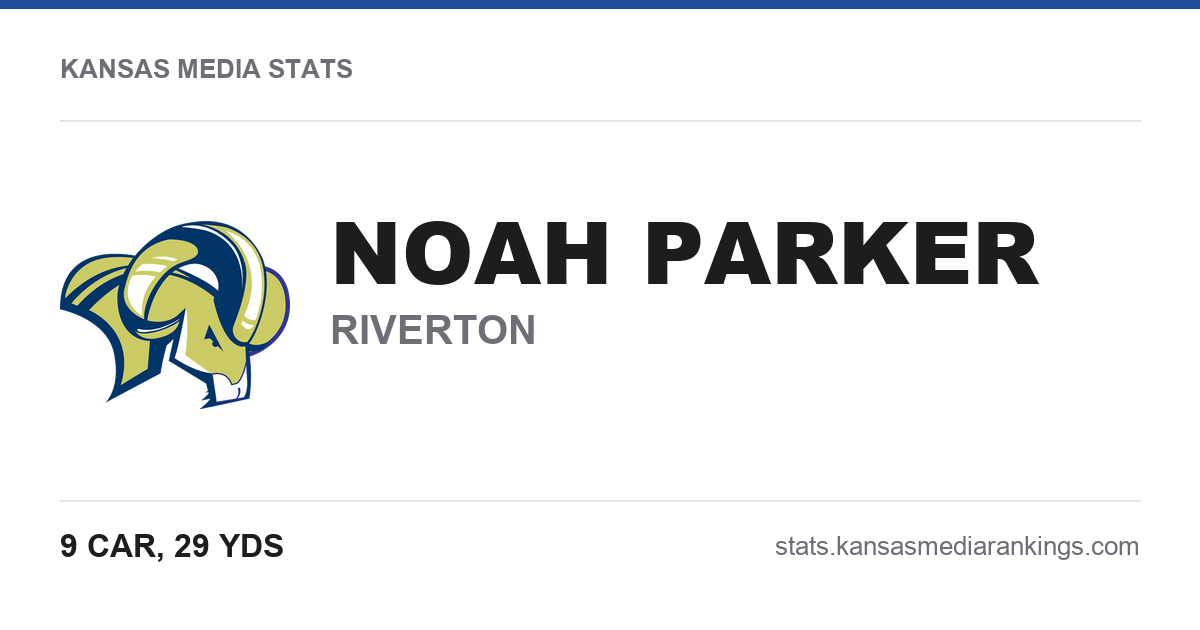 KANSAS MEDIA STATS
NOAH PARKER
RIVERTON
9 CAR, 29 YDS
stats.kansasmediarankings.com